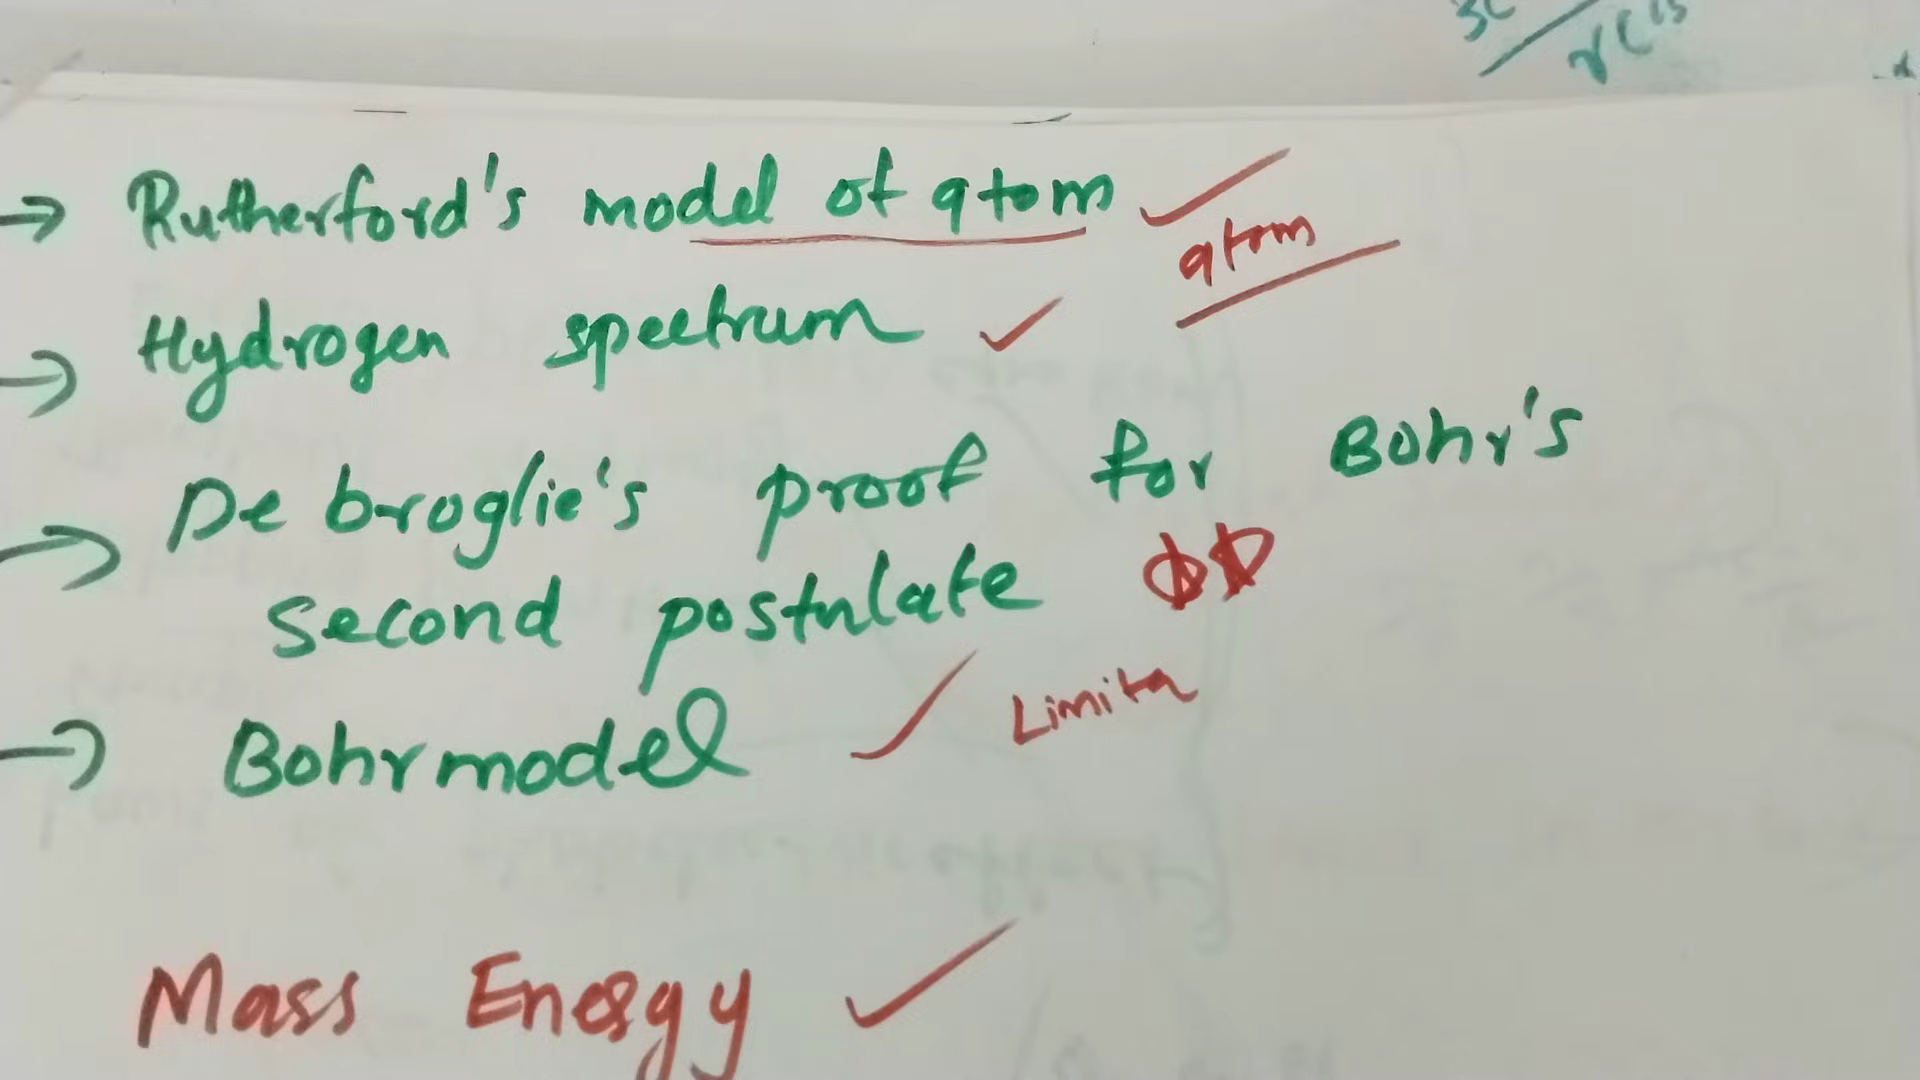 → Rutherford's model of atom ✓
atom
→ Hydrogen spectrum ✓
→ De broglie's proof for Bohr's
second postulate
→ Bohr model ✓ Limita
Mass Energy ✓